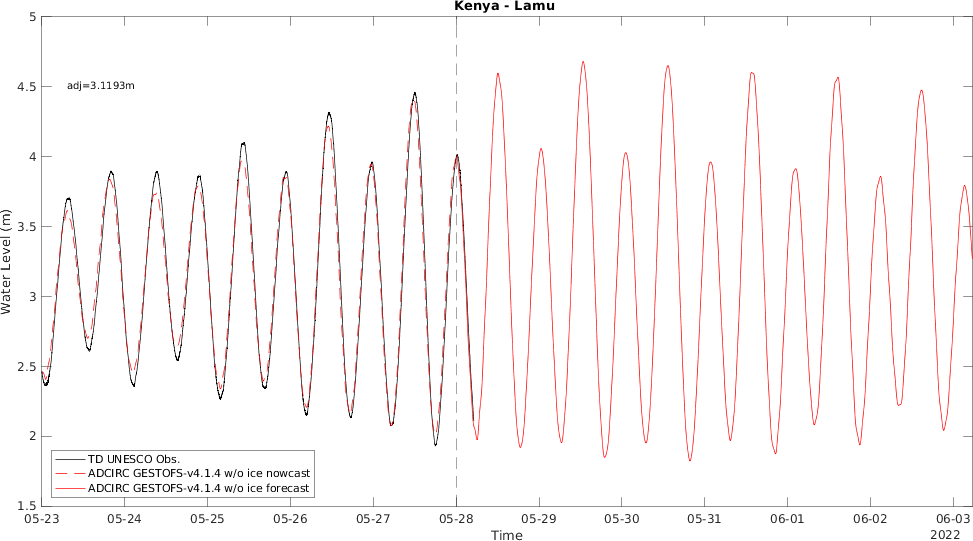 Kenya - Lamu
5
4.5
4
3.5
3
2.5
2
1.5
Water Level (m)
adj=3.1193m
TD UNESCO Obs.
ADCIRC GESTOFS-v4.1.4 w/o ice nowcast
ADCIRC GESTOFS-v4.1.4 w/o ice forecast
05-23 05-24 05-25 05-26 05-27 05-28 05-29 05-30 05-31 06-01 06-02 06-03
Time
2022